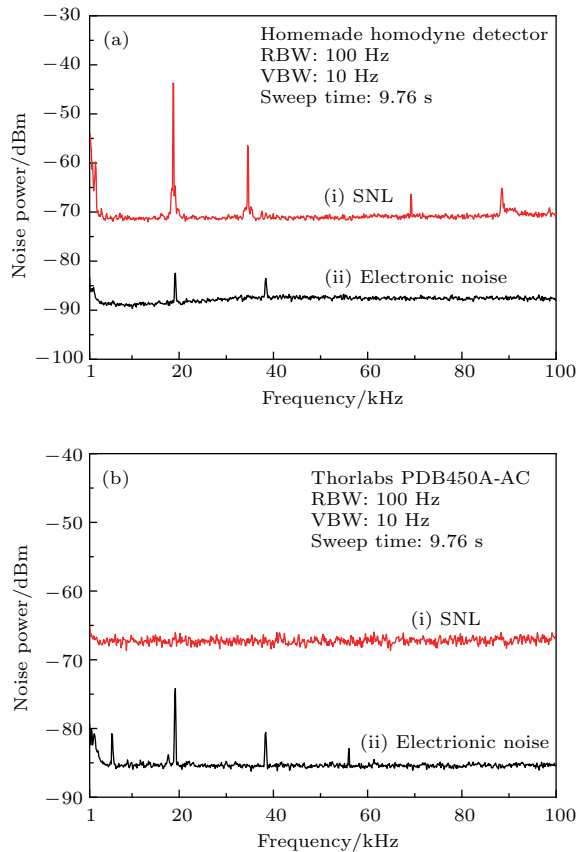 −30
(a)
Homemade homodyne detector
RBW: 100 Hz
VBW: 10 Hz
Sweep time: 9.76 s
−40
−50
−60
−70
−80
−90
−100
Noise power/dBm
(i) SNL
(ii) Electronic noise
1 20 40 60 80 100
Frequency/kHz
−40
(b)
Thorlabs PDB450A-AC
RBW: 100 Hz
VBW: 10 Hz
Sweep time: 9.76 s
−50
−60
−70
−80
−90
Noise power/dBm
(i) SNL
(ii) Electrionic noise
1 20 40 60 80 100
Frequency/kHz